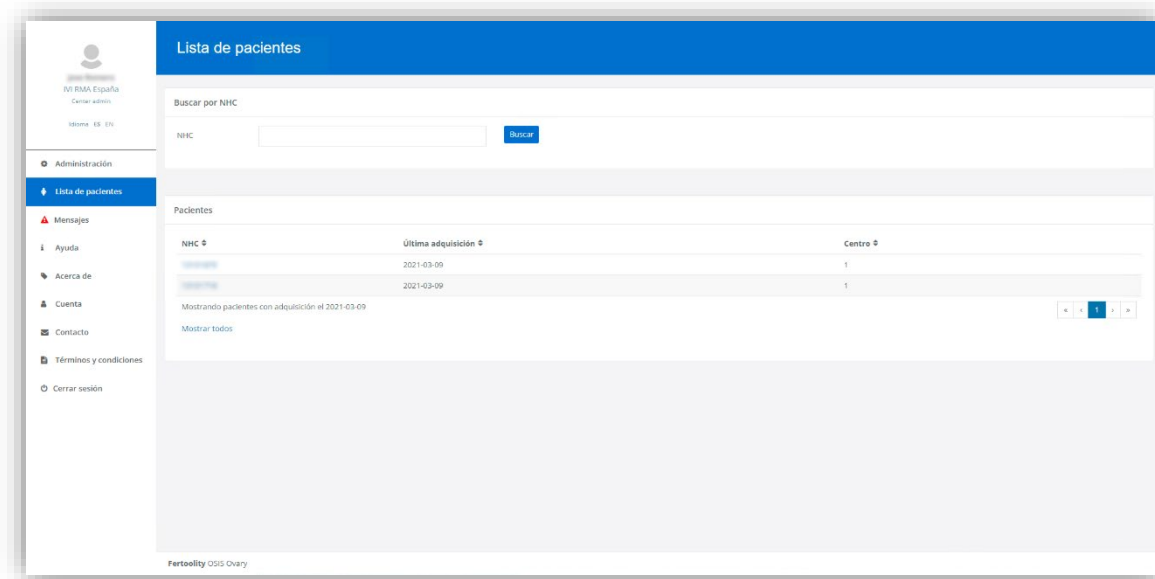 Lista de pacientes
IVI RMA España
Center admin
Idioma ES EN
Administración
Lista de pacientes
Mensajes
Ayuda
Acerca de
Cuenta
Contacto
Términos y condiciones
Cerrar sesión
Buscar por NHC
NHC Buscar
Pacientes
NHC Última adquisición Centro
2021-03-09 1
2021-03-09 1
Mostrando pacientes con adquisición el 2021-03-09
« ‹ 1 › »
Mostrar todos
Fertoolity OSIS Ovary